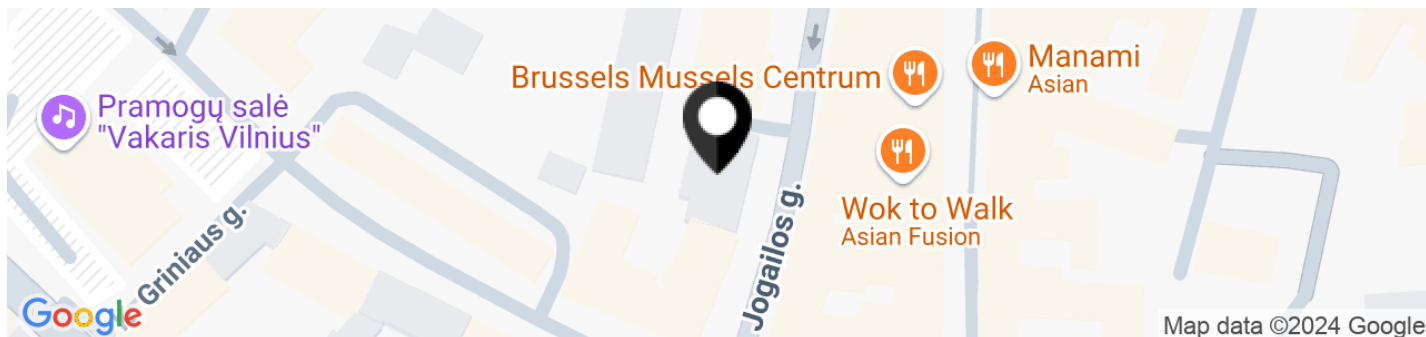 Brussels Mussels Centrum
Manami
Asian
Pramogų salė
"Vakaris Vilnius"
Wok to Walk
Asian Fusion
Griniaus g.
Jogailos g.
Google
Map data ©2024 Google